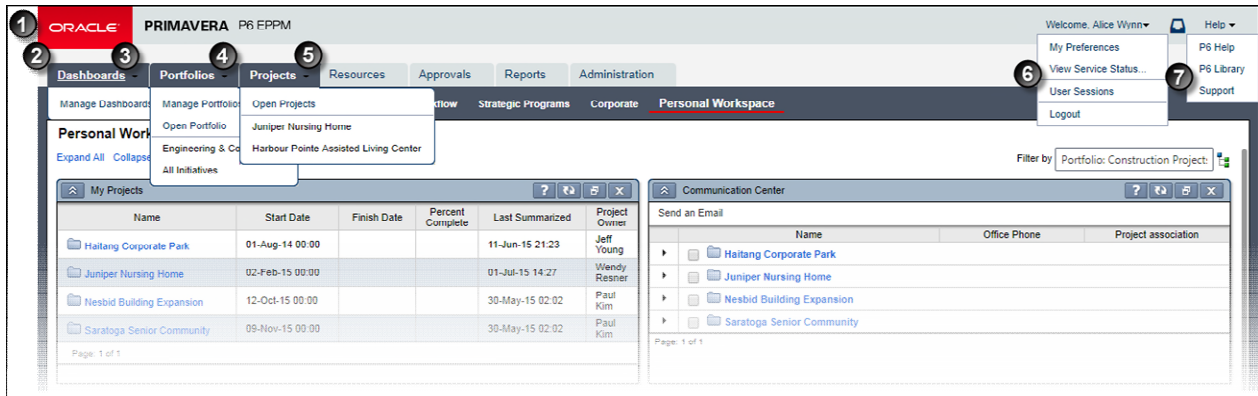 1 ORACLE PRIMAVERA P6 EPPM Welcome, Alice Wynn Help
My Preferences P6 Help
View Service Status... P6 Library
User Sessions Support
Logout
6 7
2 3 4 5
Dashboards Portfolios Projects Resources Approvals Reports Administration
Manage Dashboards Manage Portfolios Open Projects Strategic Programs Corporate Personal Workspace
Open Portfolio Juniper Nursing Home
Engineering & Harbour Pointe Assisted Living Center
All Initiatives
Personal
Expand All Collapse Filter by Portfolio: Construction Project
My Projects ? X
Name Start Date Finish Date Percent Complete Last Summarized Project Owner
Haitang Corporate Park 01-Aug-14 00:00 11-Jun-15 21:23 Jeff Young
Juniper Nursing Home 02-Feb-15 00:00 01-Jul-15 14:27 Wendy Resner
Nesbid Building Expansion 12-Oct-15 00:00 30-May-15 02:02 Paul Kim
Saratoga Senior Community 09-Nov-15 00:00 30-May-15 02:02 Paul Kim
Page: 1 of 1
Communication Center ? X
Send an Email
Name Office Phone Project association
Haitang Corporate Park
Juniper Nursing Home
Nesbid Building Expansion
Saratoga Senior Community
Page: 1 of 1